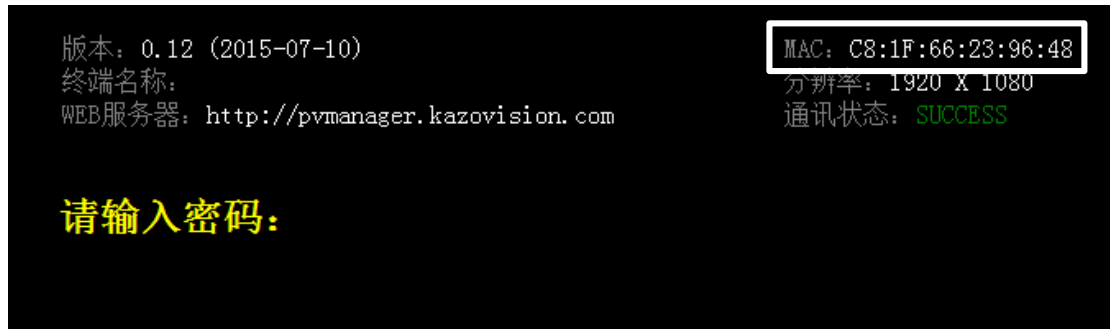 版本：0.12 (2015-07-10)
MAC：C8:1F:66:23:96:48
终端名称：
分辨率：1920 X 1080
WEB服务器：http://pvmanager.kazovision.com
通讯状态：SUCCESS
请输入密码：